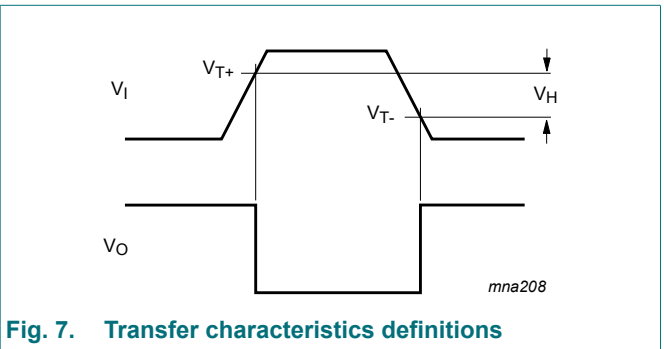 VT+
VI
VH
VT-
VO
mna208
Fig. 7. Transfer characteristics definitions